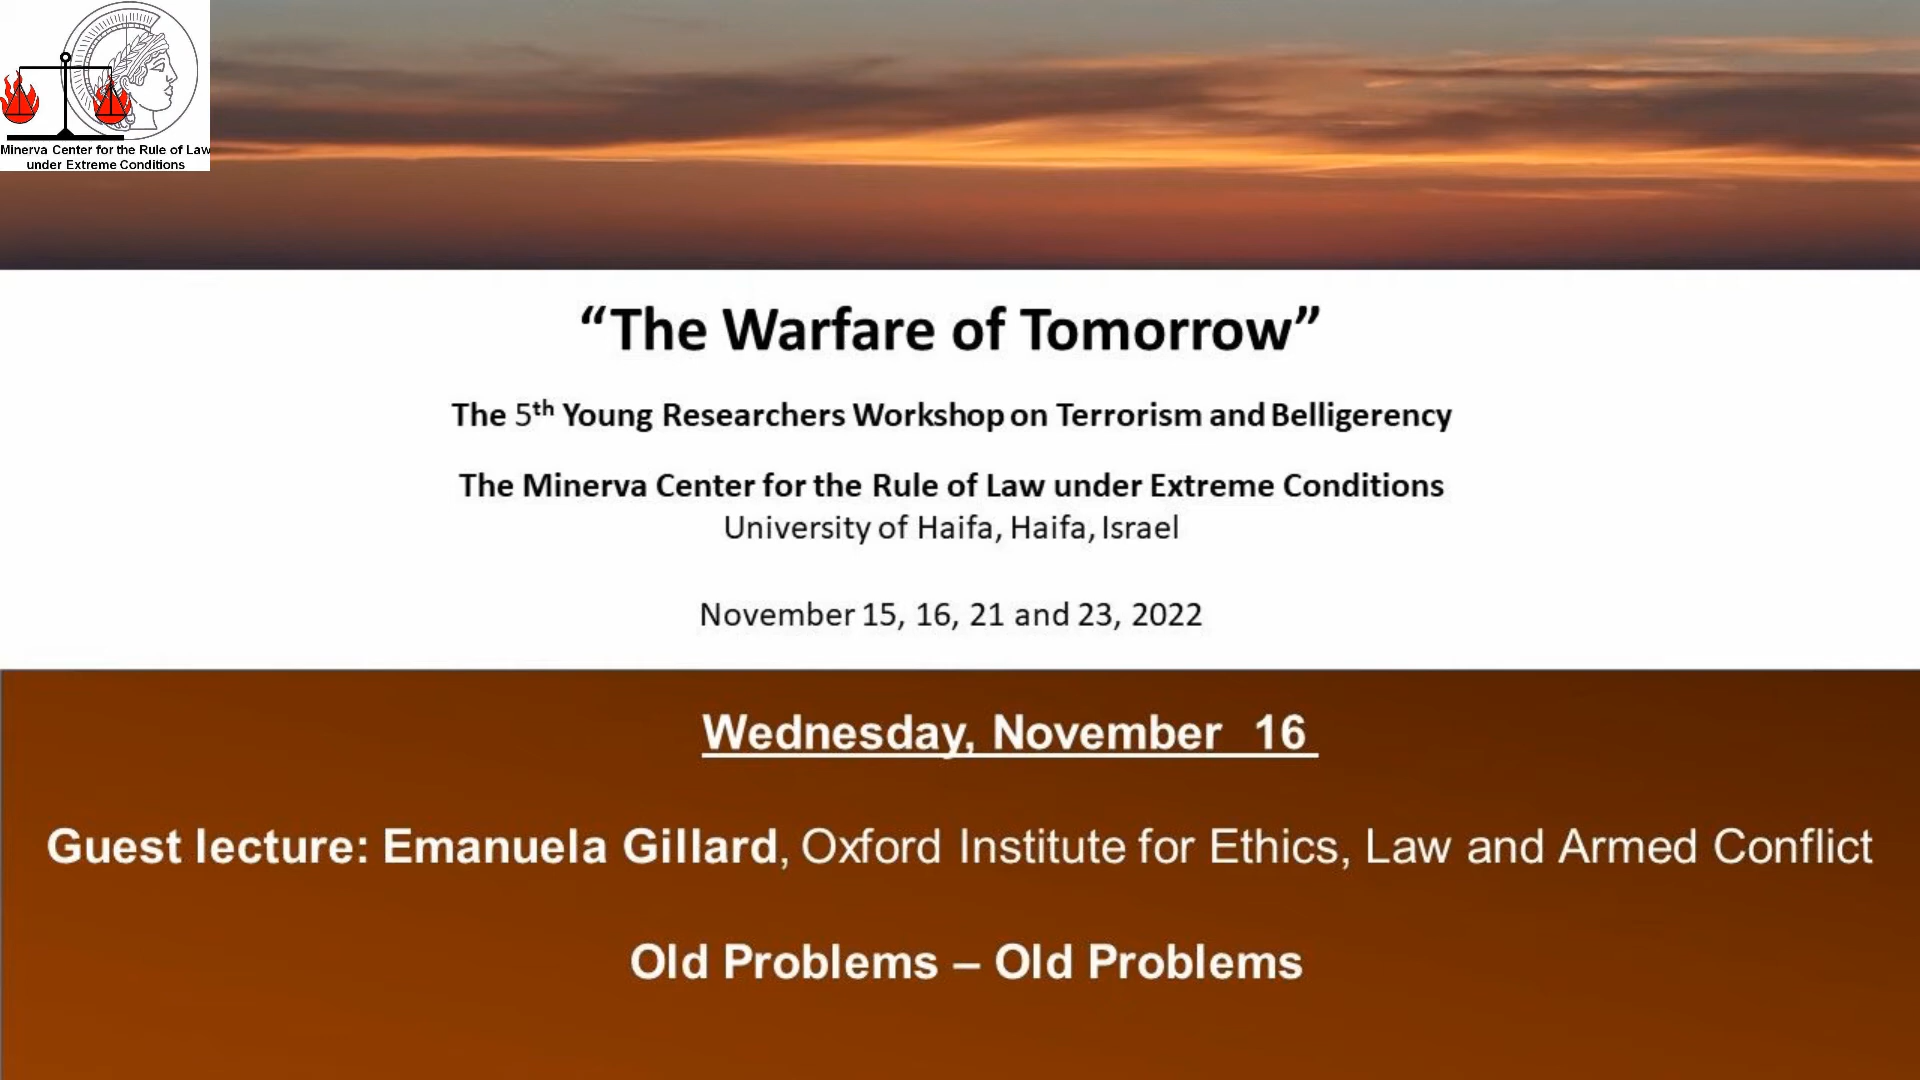 Minerva Center for the Rule of Law
under Extreme Conditions
“The Warfare of Tomorrow”
The 5th Young Researchers Workshop on Terrorism and Belligerency
The Minerva Center for the Rule of Law under Extreme Conditions
University of Haifa, Haifa, Israel
November 15, 16, 21 and 23, 2022
Wednesday, November 16
Guest lecture: Emanuela Gillard, Oxford Institute for Ethics, Law and Armed Conflict
Old Problems – Old Problems